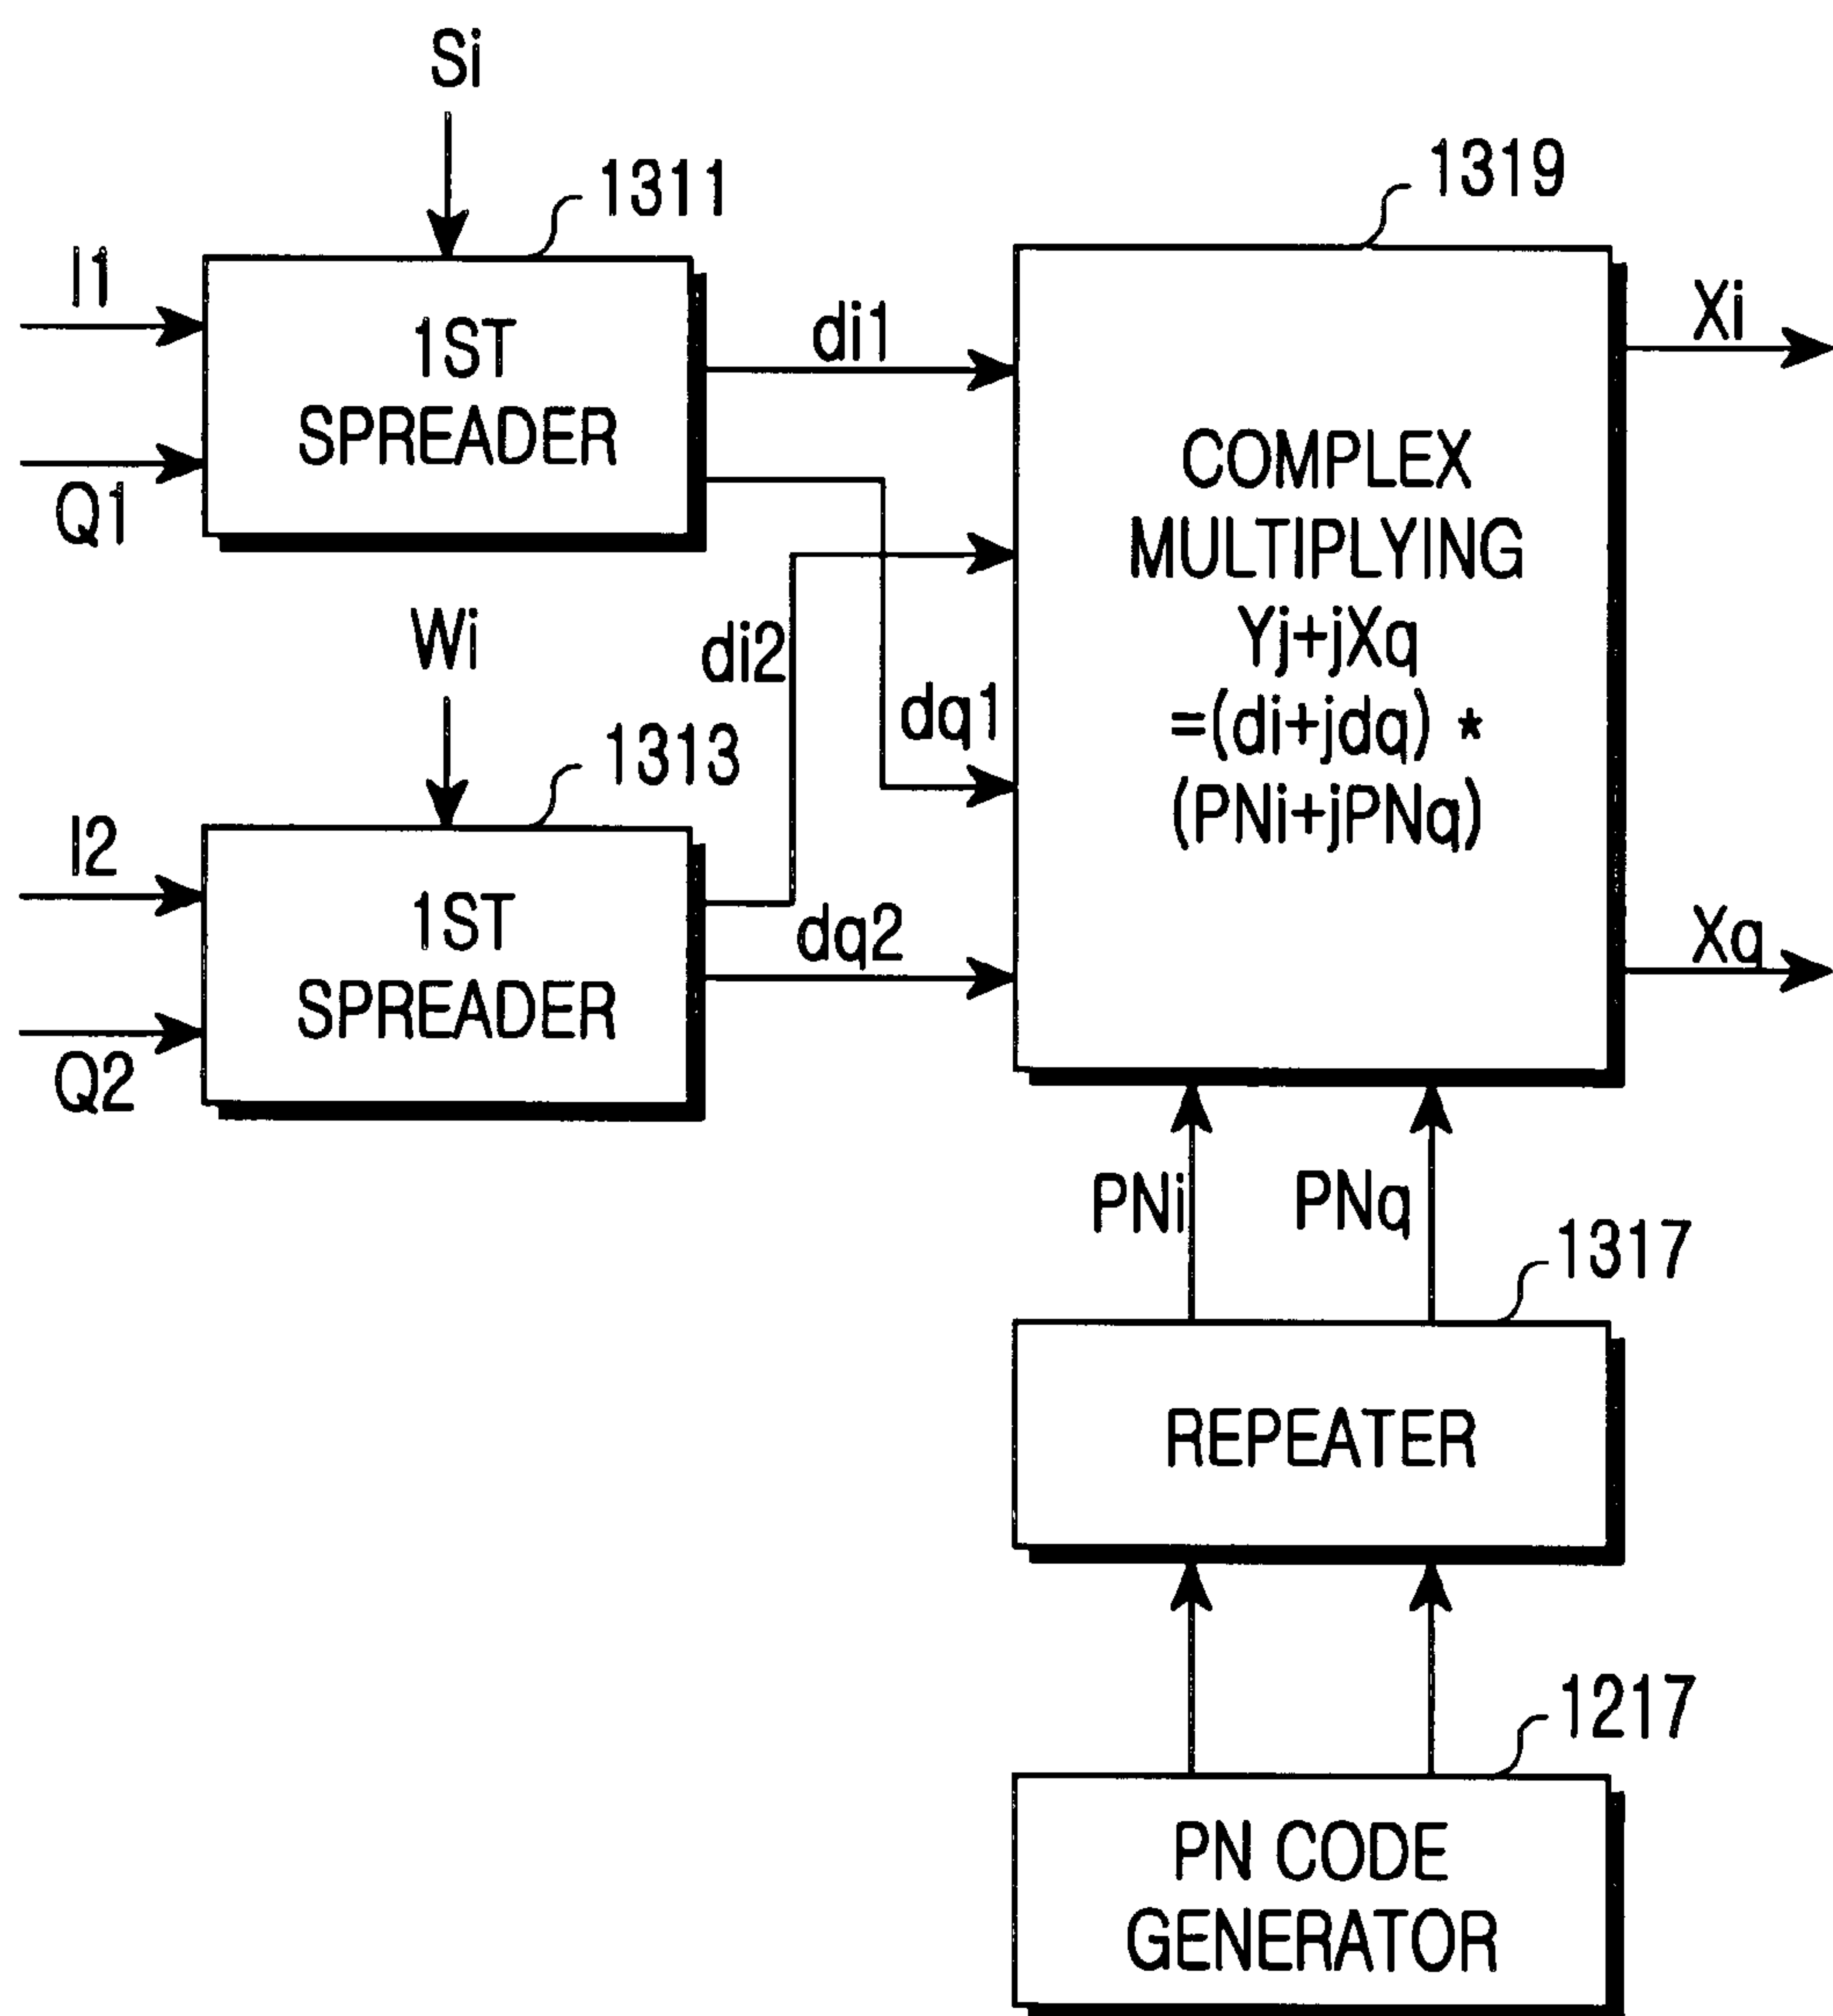 Si
1311
1319
I1
1ST
SPREADER
Q1
di1
Xi
COMPLEX
MULTIPLYING
Yj+jXq
=(di+jdq) *
(PNi+jPNq)
Wi
di2
dq1
1313
I2
1ST
SPREADER
Q2
dq2
Xq
PNi
PNq
1317
REPEATER
1217
PN CODE
GENERATOR